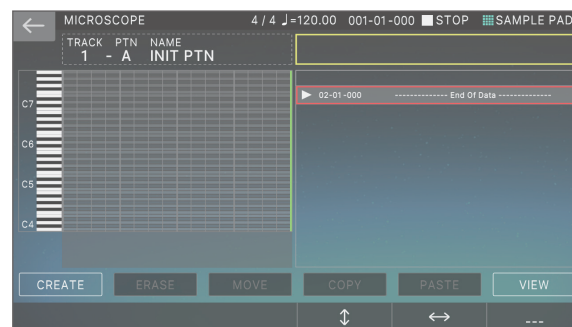 MICROSCOPE 4 / 4 ♩=120.00 001-01-000 STOP SAMPLE PAD
TRACK PTN NAME
1 - A INIT PTN
C7
02-01-000 -------------- End Of Data --------------
C6
C5
C4
CREATE ERASE MOVE COPY PASTE VIEW
---